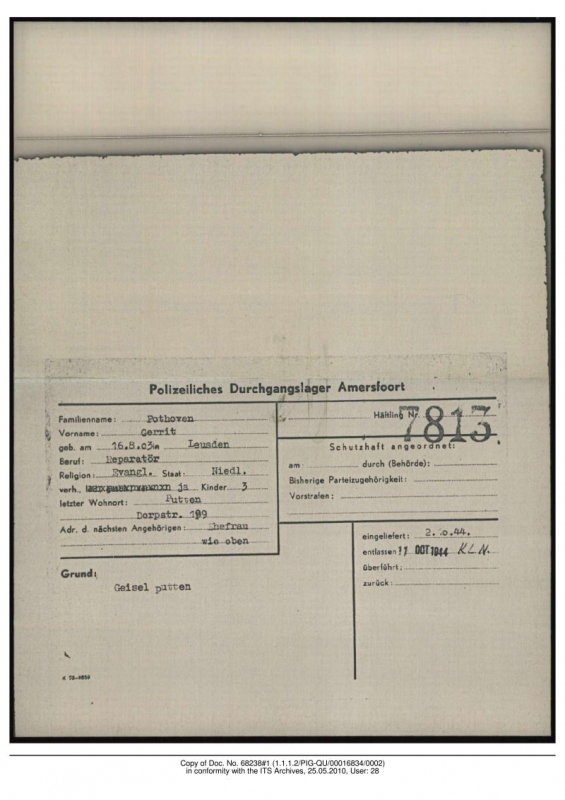 Polizeiliches Durchgangslager Amersfoort
Familienname: Pothoven
Vorname: Gerrit
geb. am 16.8.03 in Leusden
Beruf: Reparatör
Religion: Evangl. Staat: Niedl.
verh., ja Kinder 3
letzter Wohnort: Putten
Dorpstr. 199
Adr. d. nächsten Angehörigen: Ehefrau
wie oben
Häftling Nr. 7813
Schutzhaft angeordnet:
am durch (Behörde):
Bisherige Parteizugehörigkeit:
Vorstrafen:
eingeliefert: 2. .44.
entlassen 11 OCT 1944 K L N.
überführt:
zurück:
Grund:
Geisel putten
Copy of Doc. No. 68238#1 (1.1.1.2/PIG-QU/00016834/0002)
in conformity with the ITS Archives, 25.05.2010, User: 28